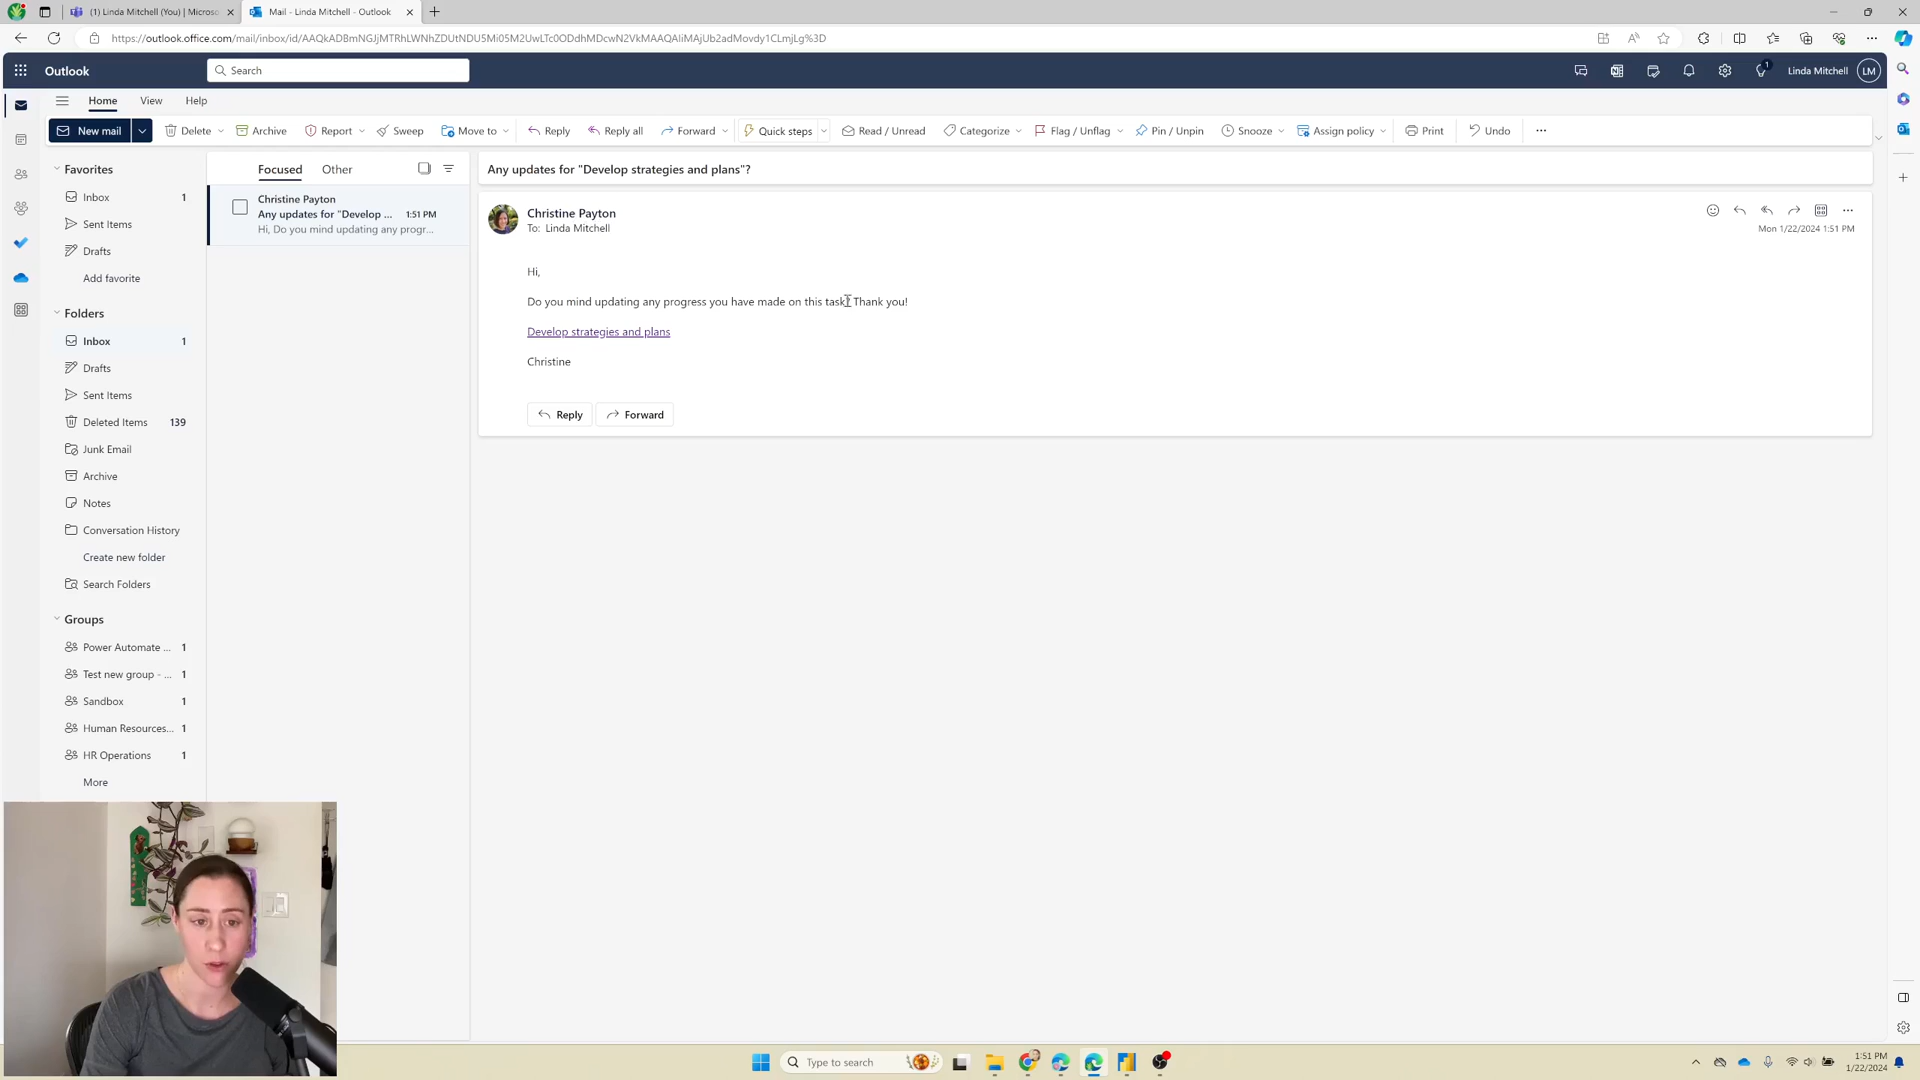 (1) Linda Mitchell (You) | Microso
Mail - Linda Mitchell - Outlook
https://outlook.office.com/mail/inbox/id/AAQkADBmNGJjMTRhLWNhZDUtNDU5Mi05M2UwLTc0ODdhMDcwN2VkMAAQAIiMAjUb2adMovdy1CLmjLg%3D
Outlook
Search
1
Linda Mitchell
LM
Home
View
Help
New mail
Delete
Archive
Report
Sweep
Move to
Reply
Reply all
Forward
Quick steps
Read / Unread
Categorize
Flag / Unflag
Pin / Unpin
Snooze
Assign policy
Print
Undo
Favorites
Inbox 1
Sent Items
Drafts
Add favorite
Folders
Inbox 1
Drafts
Sent Items
Deleted Items 139
Junk Email
Archive
Notes
Conversation History
Create new folder
Search Folders
Groups
Power Automate ... 1
Test new group - ... 1
Sandbox 1
Human Resources... 1
HR Operations 1
More
Focused
Other
Christine Payton
Any updates for "Develop ... 1:51 PM
Hi, Do you mind updating any progr...
Any updates for "Develop strategies and plans"?
Christine Payton
To: Linda Mitchell
Mon 1/22/2024 1:51 PM
Hi,
Do you mind updating any progress you have made on this task? Thank you!
Develop strategies and plans
Christine
Reply
Forward
Type to search
1:51 PM
1/22/2024